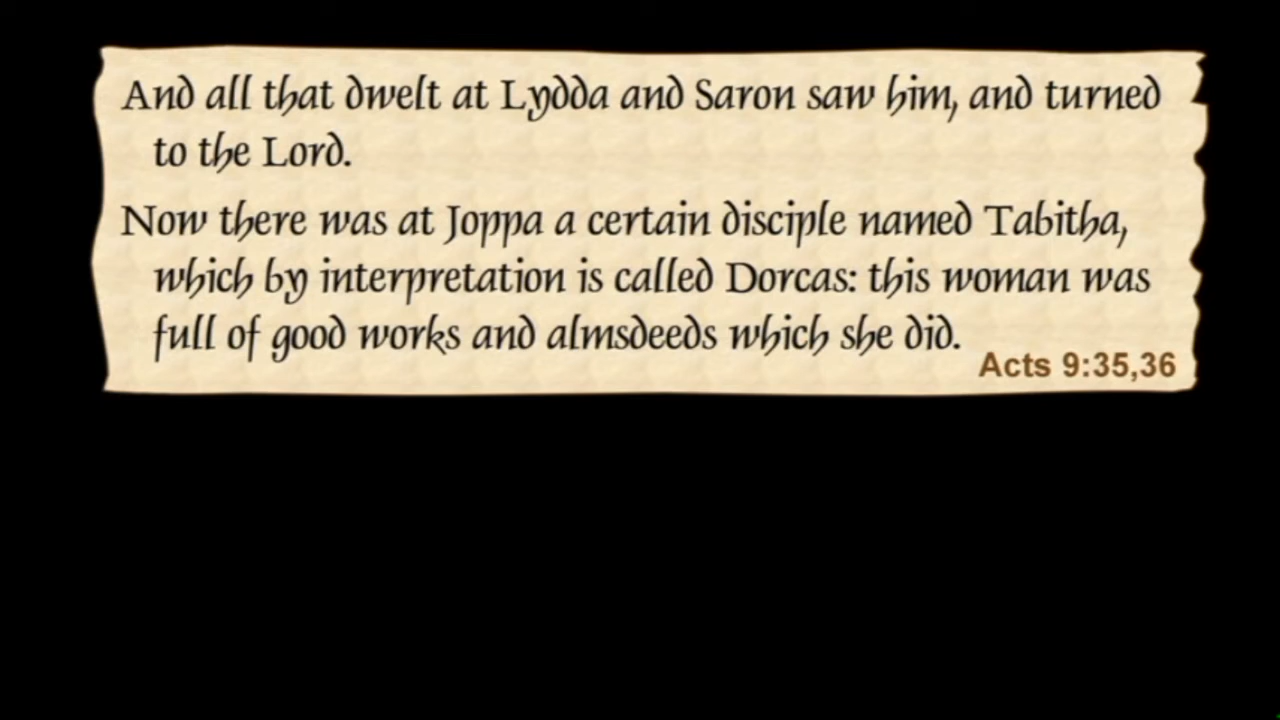 And all that dwelt at Lydda and Saron saw him, and turned
to the Lord.
Now there was at Joppa a certain disciple named Tabitha,
which by interpretation is called Dorcas: this woman was
full of good works and almsdeeds which she did.
Acts 9:35,36